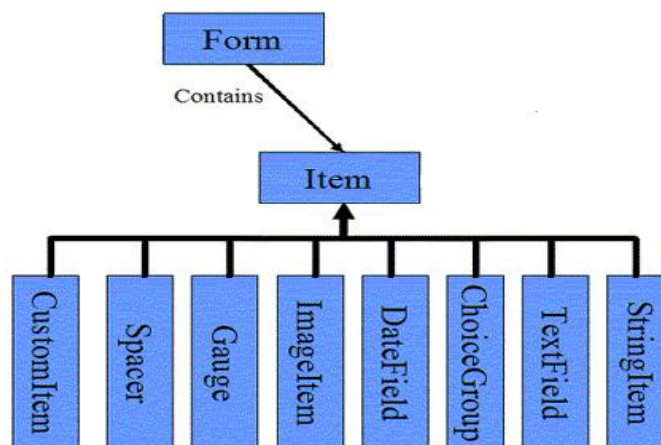 Form
Contains
Item
CustomItem
Spacer
Gauge
ImageItem
DateField
ChoiceGroup
TextField
StringItem